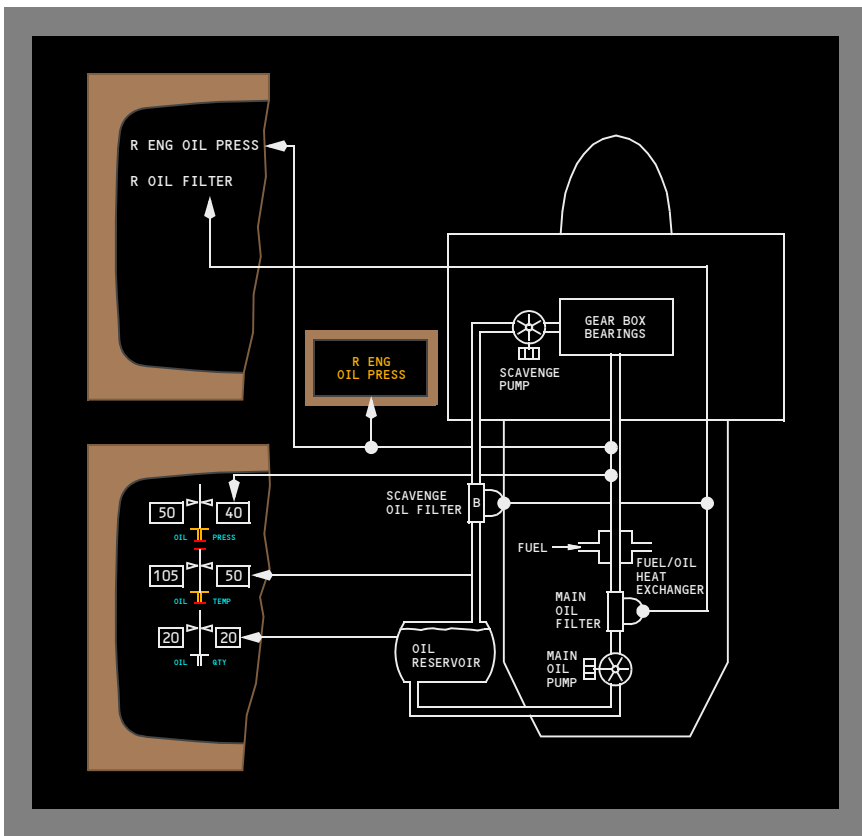 R ENG OIL PRESS
R OIL FILTER
GEAR BOX
BEARINGS
SCAVENGE
PUMP
R ENG
OIL PRESS
50
40
OIL PRESS
SCAVENGE
OIL FILTER
B
FUEL
FUEL/OIL
HEAT
EXCHANGER
105
50
OIL TEMP
MAIN
OIL
FILTER
20
20
OIL QTY
OIL
RESERVOIR
MAIN
OIL
PUMP